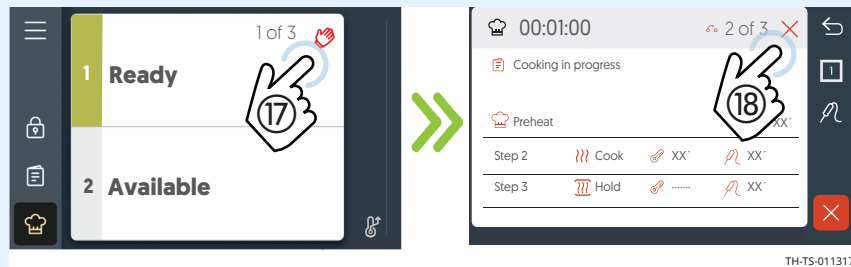 1 of 3
1 Ready
17
2 Available
00:01:00
2 of 3
Cooking in progress
1
18
Preheat
XX˙
Step 2 Cook XX˙ XX˙
Step 3 Hold ....... XX˙
TH-TS-011317